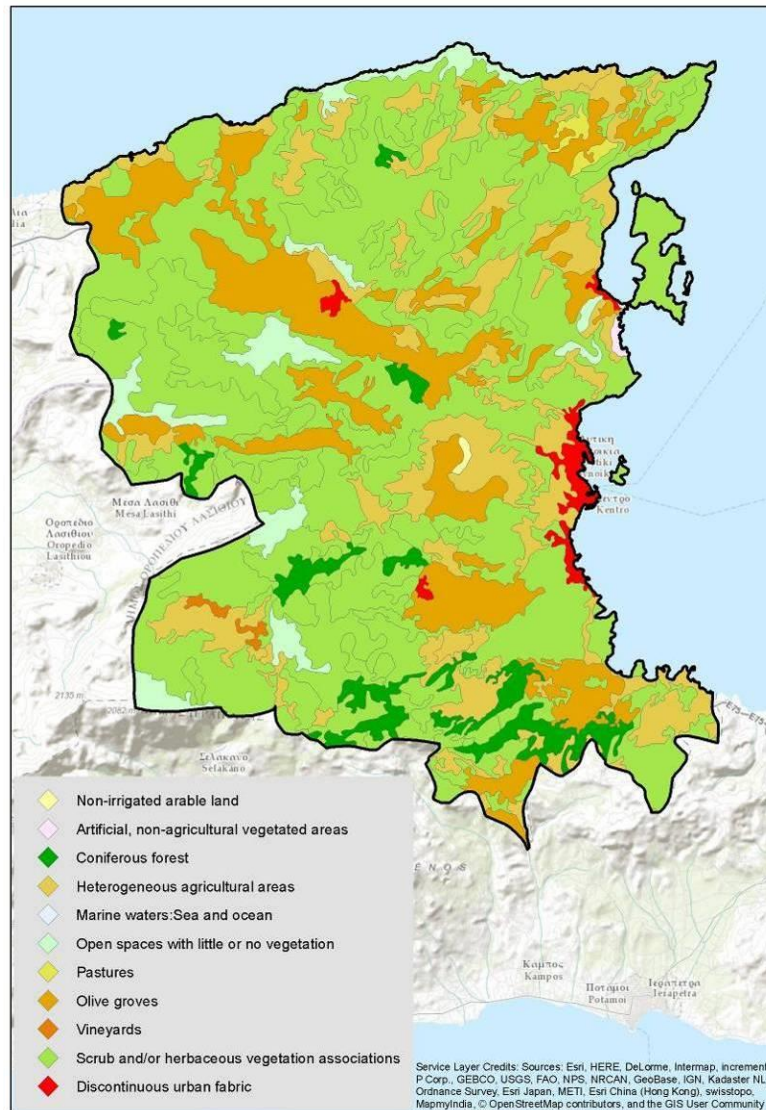 Μεσα Λασιθι
Mesa Lasithi
Οροπεδιο
Λασιθιου
Oropedio
Lasithiou
Kentro
2135 m
Σελακανο
Selakano
E75
Non-irrigated arable land
Artificial, non-agricultural vegetated areas
Coniferous forest
Heterogeneous agricultural areas
Marine waters:Sea and ocean
Open spaces with little or no vegetation
Pastures
Olive groves
Vineyards
Scrub and/or herbaceous vegetation associations
Discontinuous urban fabric
Καμπος
Kampos
Ποτάμοι
Potamoi
Ιεραπετρα
Ierapetra
Service Layer Credits: Sources: Esri, HERE, DeLorme, Intermap, increment
P Corp., GEBCO, USGS, FAO, NPS, NRCAN, GeoBase, IGN, Kadaster NL,
Ordnance Survey, Esri Japan, METI, Esri China (Hong Kong), swisstopo,
MapmyIndia, © OpenStreetMap contributors, and the GIS User Community